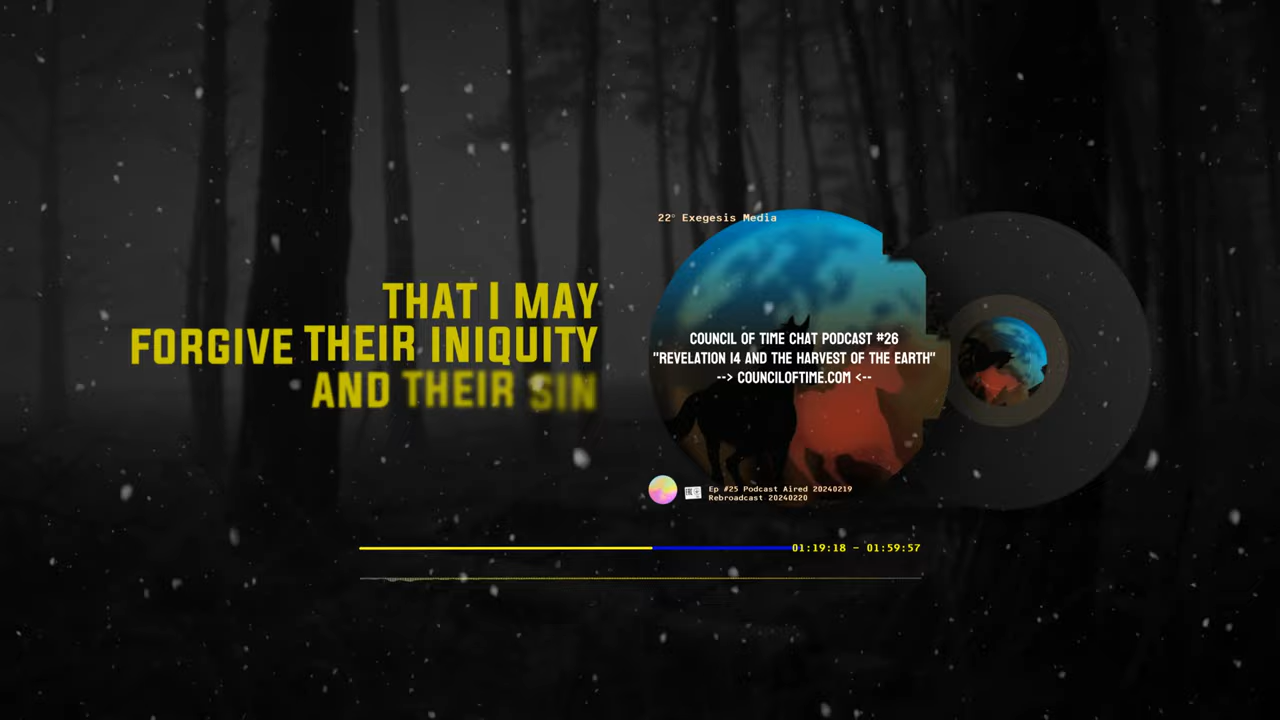 22° Exegesis Media
THAT I MAY
FORGIVE THEIR INIQUITY
AND THEIR SIN
COUNCIL OF TIME CHAT PODCAST #26
"REVELATION 14 AND THE HARVEST OF THE EARTH"
--> COUNCILOFTIME.COM <--
Ep #25 Podcast Aired 20240219
Rebroadcast 20240220
01:19:18 - 01:59:57